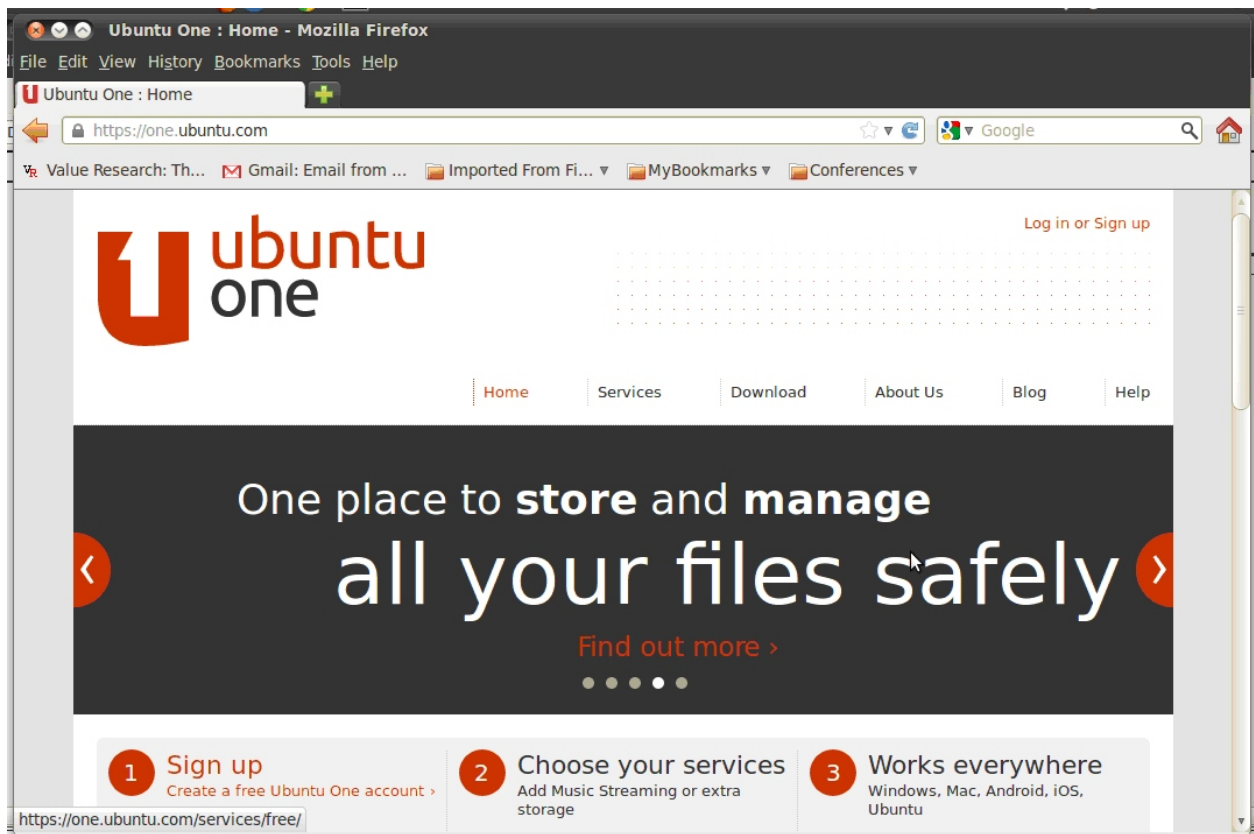 Ubuntu One : Home - Mozilla Firefox
File Edit View History Bookmarks Tools Help
Ubuntu One : Home
https://one.ubuntu.com
Google
Value Research: Th... Gmail: Email from ... Imported From Fi... MyBookmarks Conferences
ubuntu
one
Log in or Sign up
Home Services Download About Us Blog Help
One place to store and manage
all your files safely
Find out more ›
1 Sign up
Create a free Ubuntu One account ›
2 Choose your services
Add Music Streaming or extra
storage
3 Works everywhere
Windows, Mac, Android, iOS,
Ubuntu
https://one.ubuntu.com/services/free/